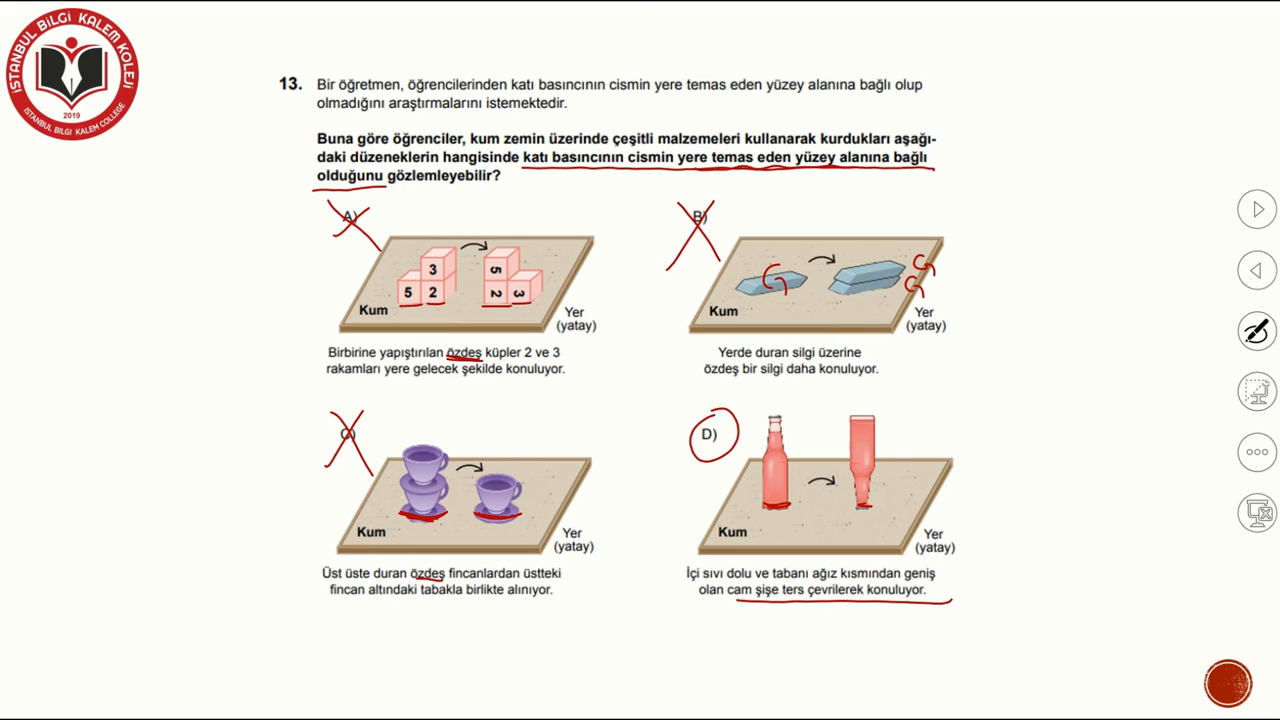 İSTANBUL BİLGİ KALEM KOLEJİ
2019
ISTANBUL BILGI KALEM COLLEGE
13. Bir öğretmen, öğrencilerinden katı basıncının cismin yere temas eden yüzey alanına bağlı olup
olmadığını araştırmalarını istemektedir.
Buna göre öğrenciler, kum zemin üzerinde çeşitli malzemeleri kullanarak kurdukları aşağı-
daki düzeneklerin hangisinde katı basıncının cismin yere temas eden yüzey alanına bağlı
olduğunu gözlemleyebilir?
A)
3
5 2
5
2 3
Kum
Yer
(yatay)
Birbirine yapıştırılan özdeş küpler 2 ve 3
rakamları yere gelecek şekilde konuluyor.
B)
G
G
G
Kum
Yer
(yatay)
Yerde duran silgi üzerine
özdeş bir silgi daha konuluyor.
C)
Kum
Yer
(yatay)
Üst üste duran özdeş fincanlardan üstteki
fincan altındaki tabakla birlikte alınıyor.
D)
Kum
Yer
(yatay)
İçi sıvı dolu ve tabanı ağız kısmından geniş
olan cam şişe ters çevrilerek konuluyor.